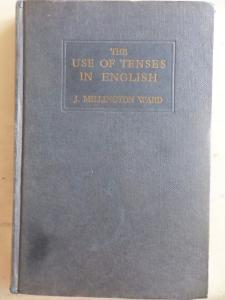 THE
USE OF TENSES
IN ENGLISH
J. MILLINGTON WARD